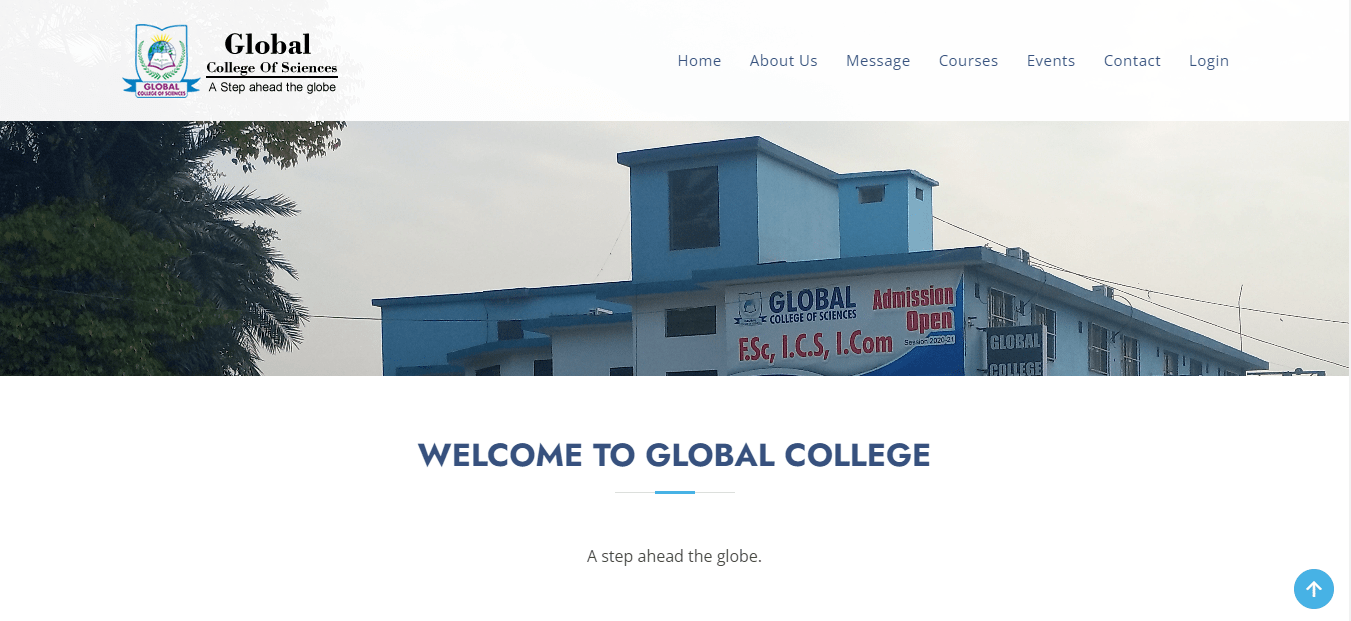 Global
College Of Sciences
A Step ahead the globe
GLOBAL
COLLEGE OF SCIENCES
Home About Us Message Courses Events Contact Login
GLOBAL
COLLEGE OF SCIENCES
Admission
Open
Session 2020-21
F.Sc, I.C.S, I.Com
GLOBAL
COLLEGE
WELCOME TO GLOBAL COLLEGE
A step ahead the globe.